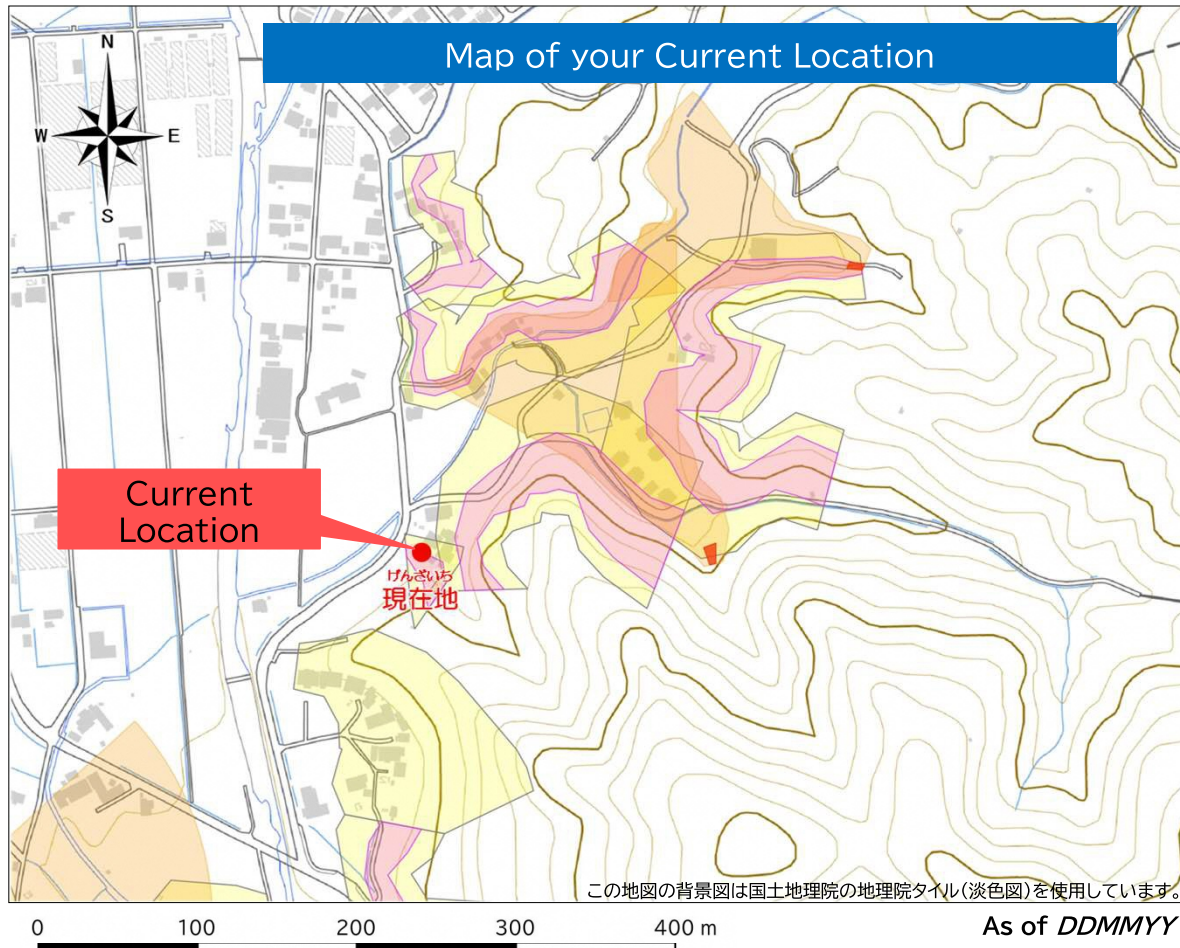 Map of your Current Location
N
W E
S
Current
Location
げんざいち
現在地
この地図の背景図は国土地理院の地理院タイル(淡色図)を使用しています。
0 100 200 300 400 m
As of DDMMYY